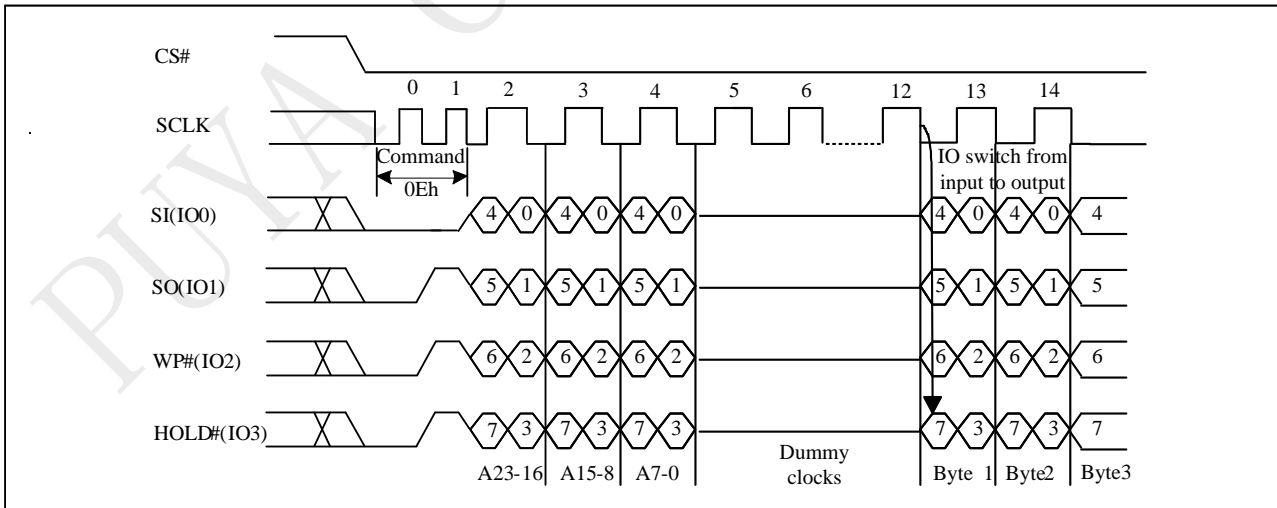 PUYA
CS#
0 1 2 3 4 5 6 12 13 14
SCLK
Command
0Eh
IO switch from
input to output
SI(IO0) 4 0 4 0 4 0 4 0 4 0 4
SO(IO1) 5 1 5 1 5 1 5 1 5 1 5
WP#(IO2) 6 2 6 2 6 2 6 2 6 2 6
HOLD#(IO3) 7 3 7 3 7 3 7 3 7 3 7
A23-16 A15-8 A7-0 Dummy
clocks Byte 1 Byte2 Byte3